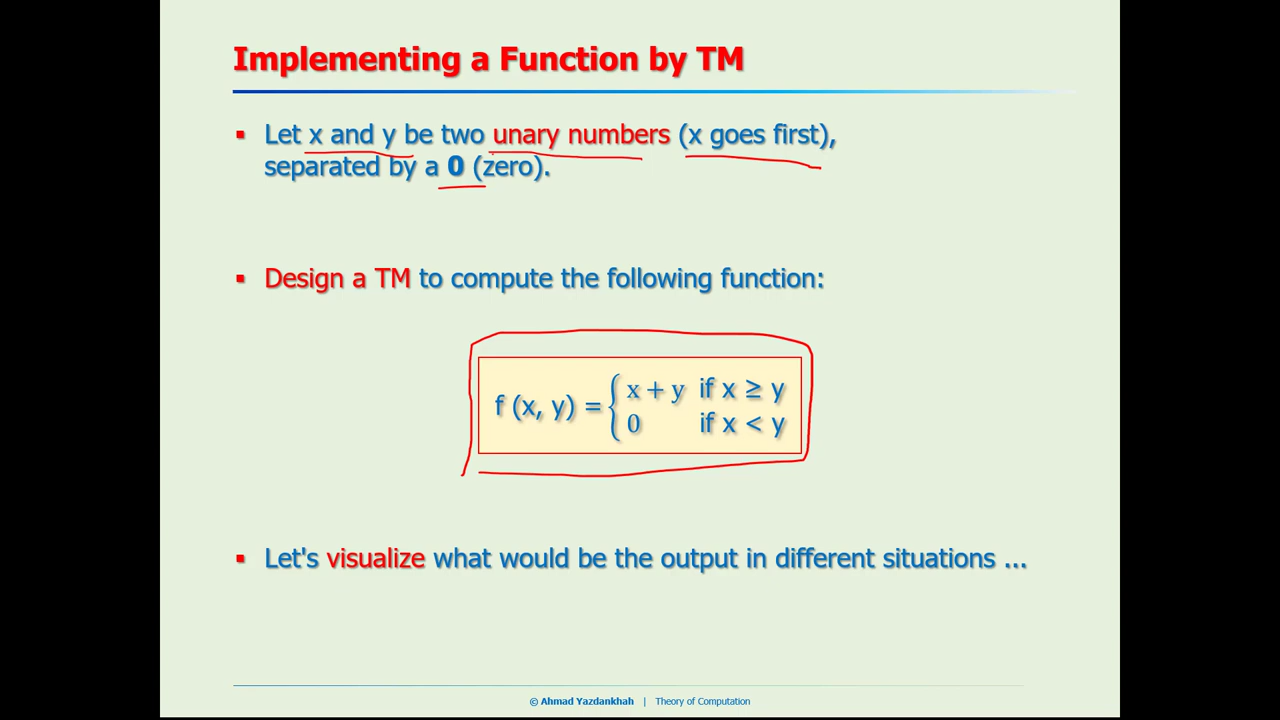 Implementing a Function by TM
▪ Let x and y be two unary numbers (x goes first),
separated by a 0 (zero).
▪ Design a TM to compute the following function:
f (x, y) = { x + y if x ≥ y
0 if x < y
▪ Let's visualize what would be the output in different situations ...
© Ahmad Yazdankhah | Theory of Computation